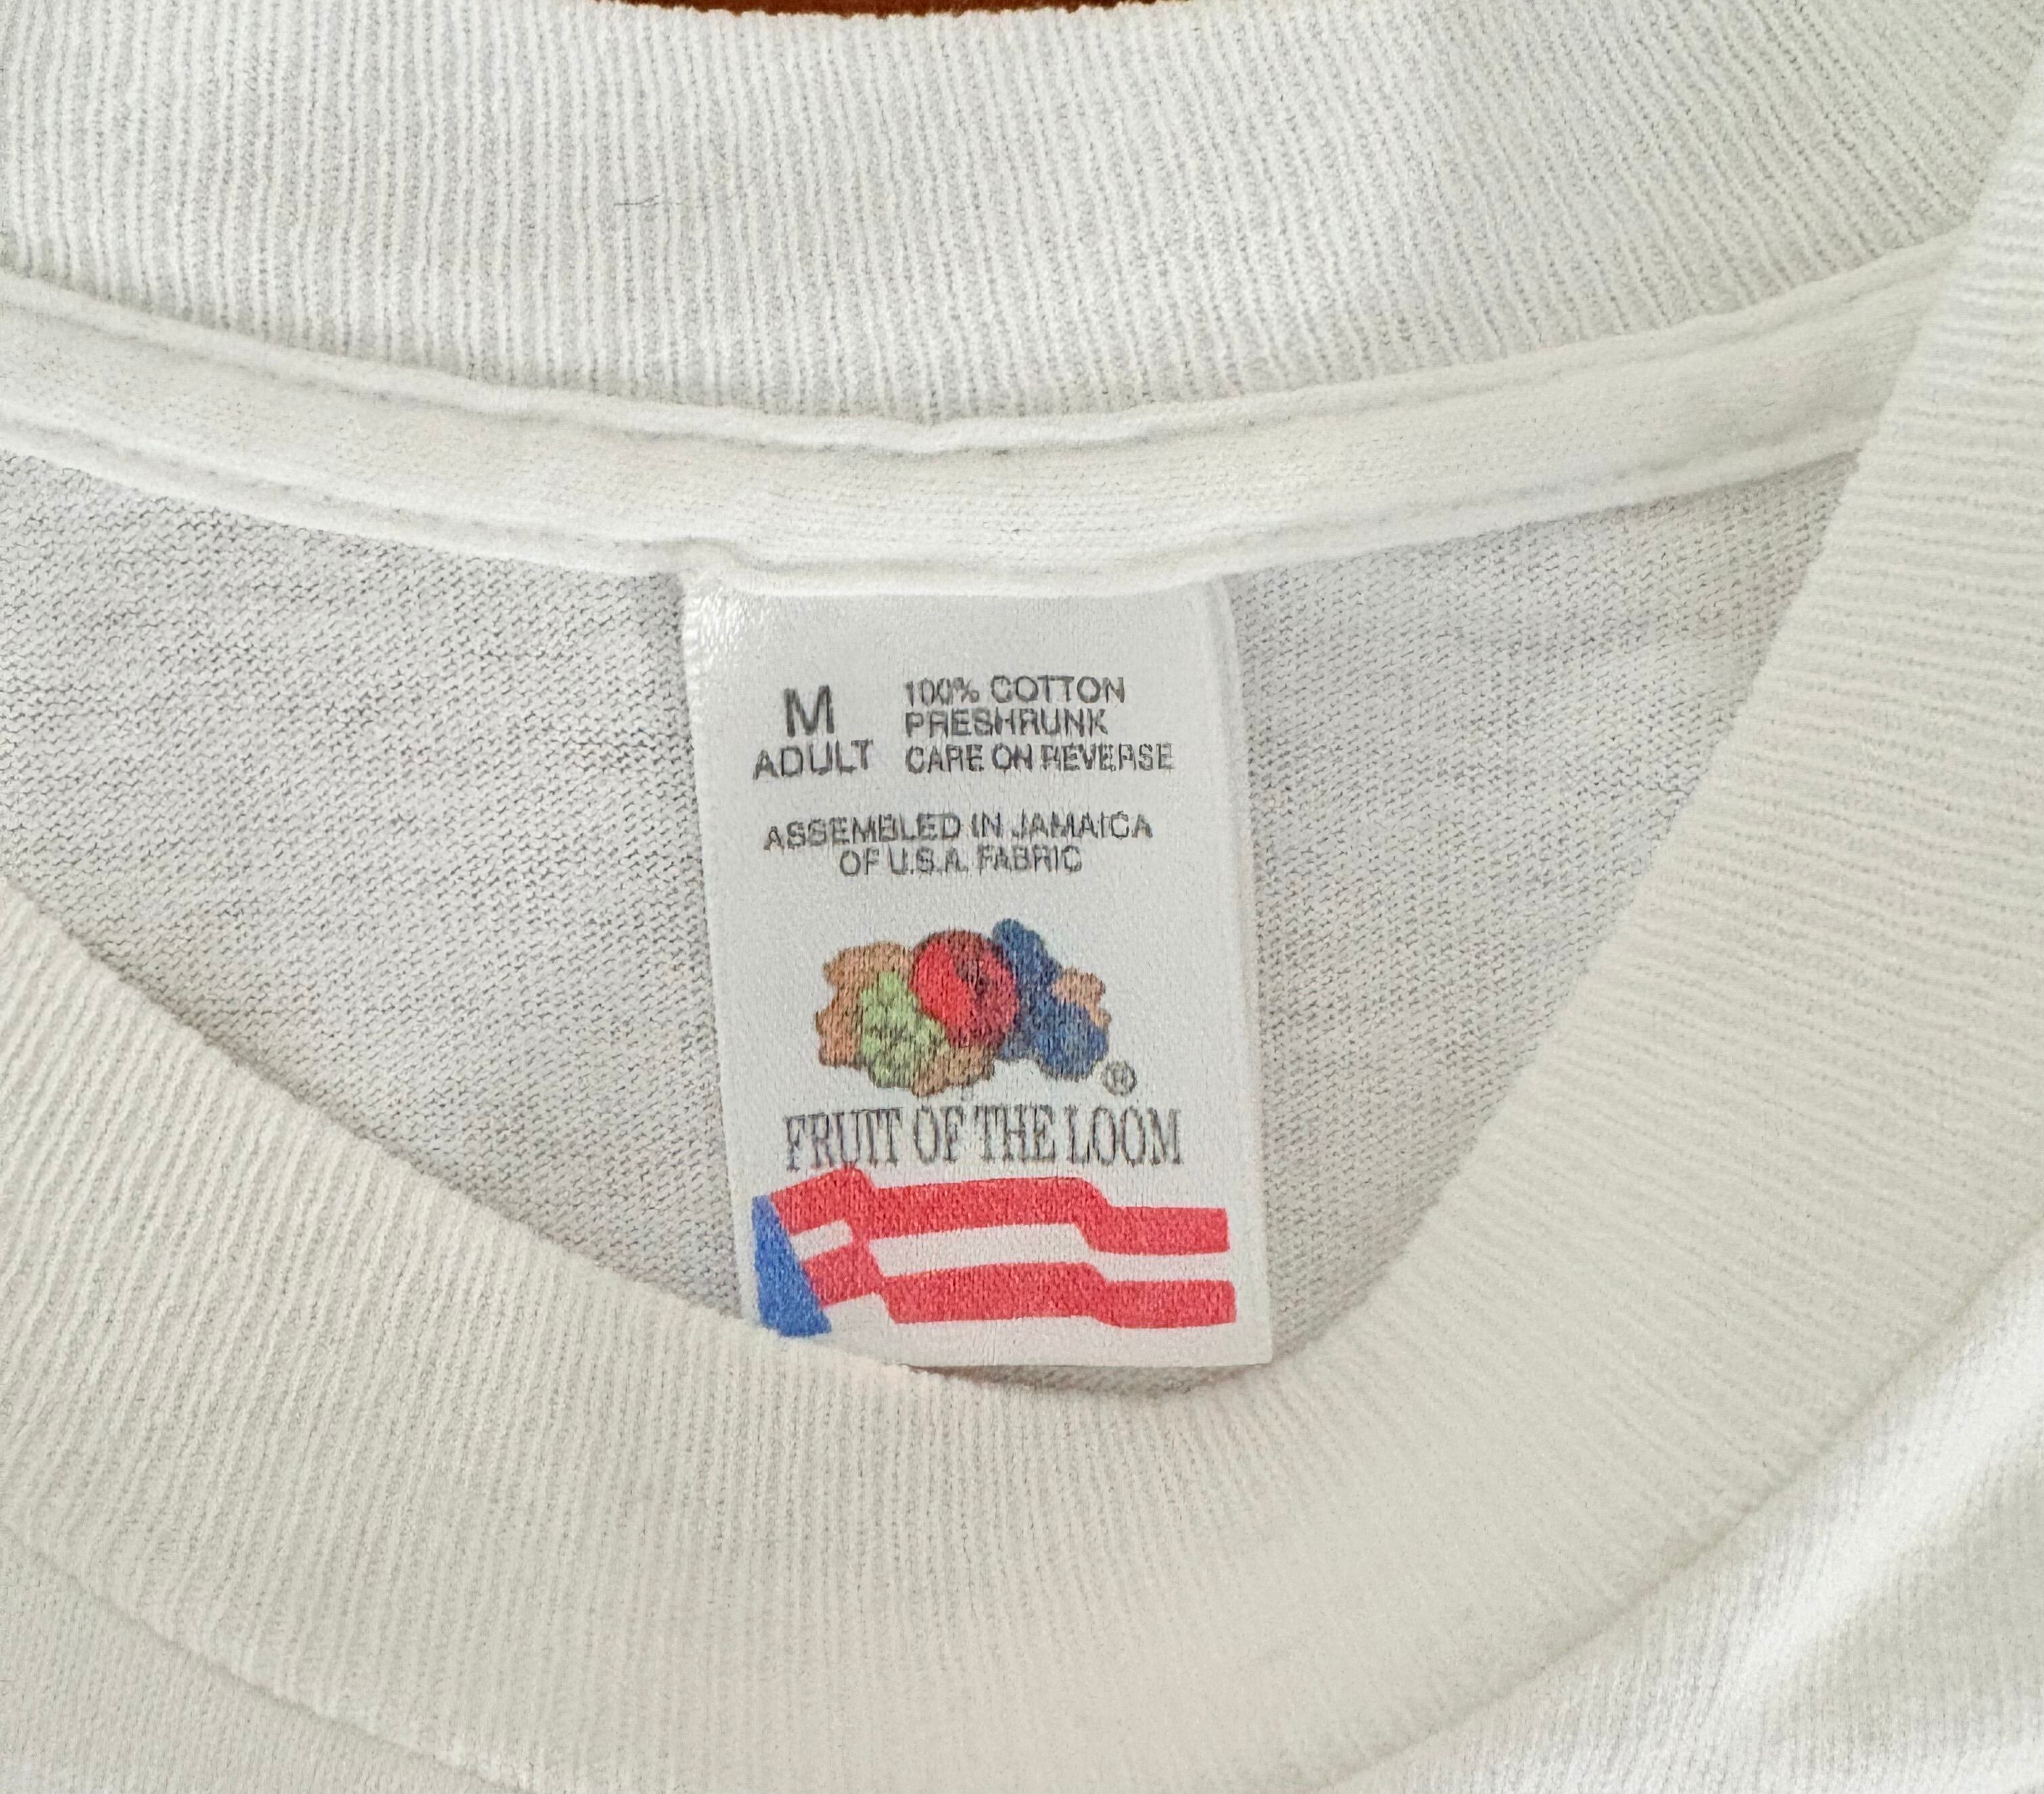 M
ADULT
100% COTTON
PRESHRUNK
CARE ON REVERSE
ASSEMBLED IN JAMAICA
OF U.S.A. FABRIC
®
FRUIT OF THE LOOM